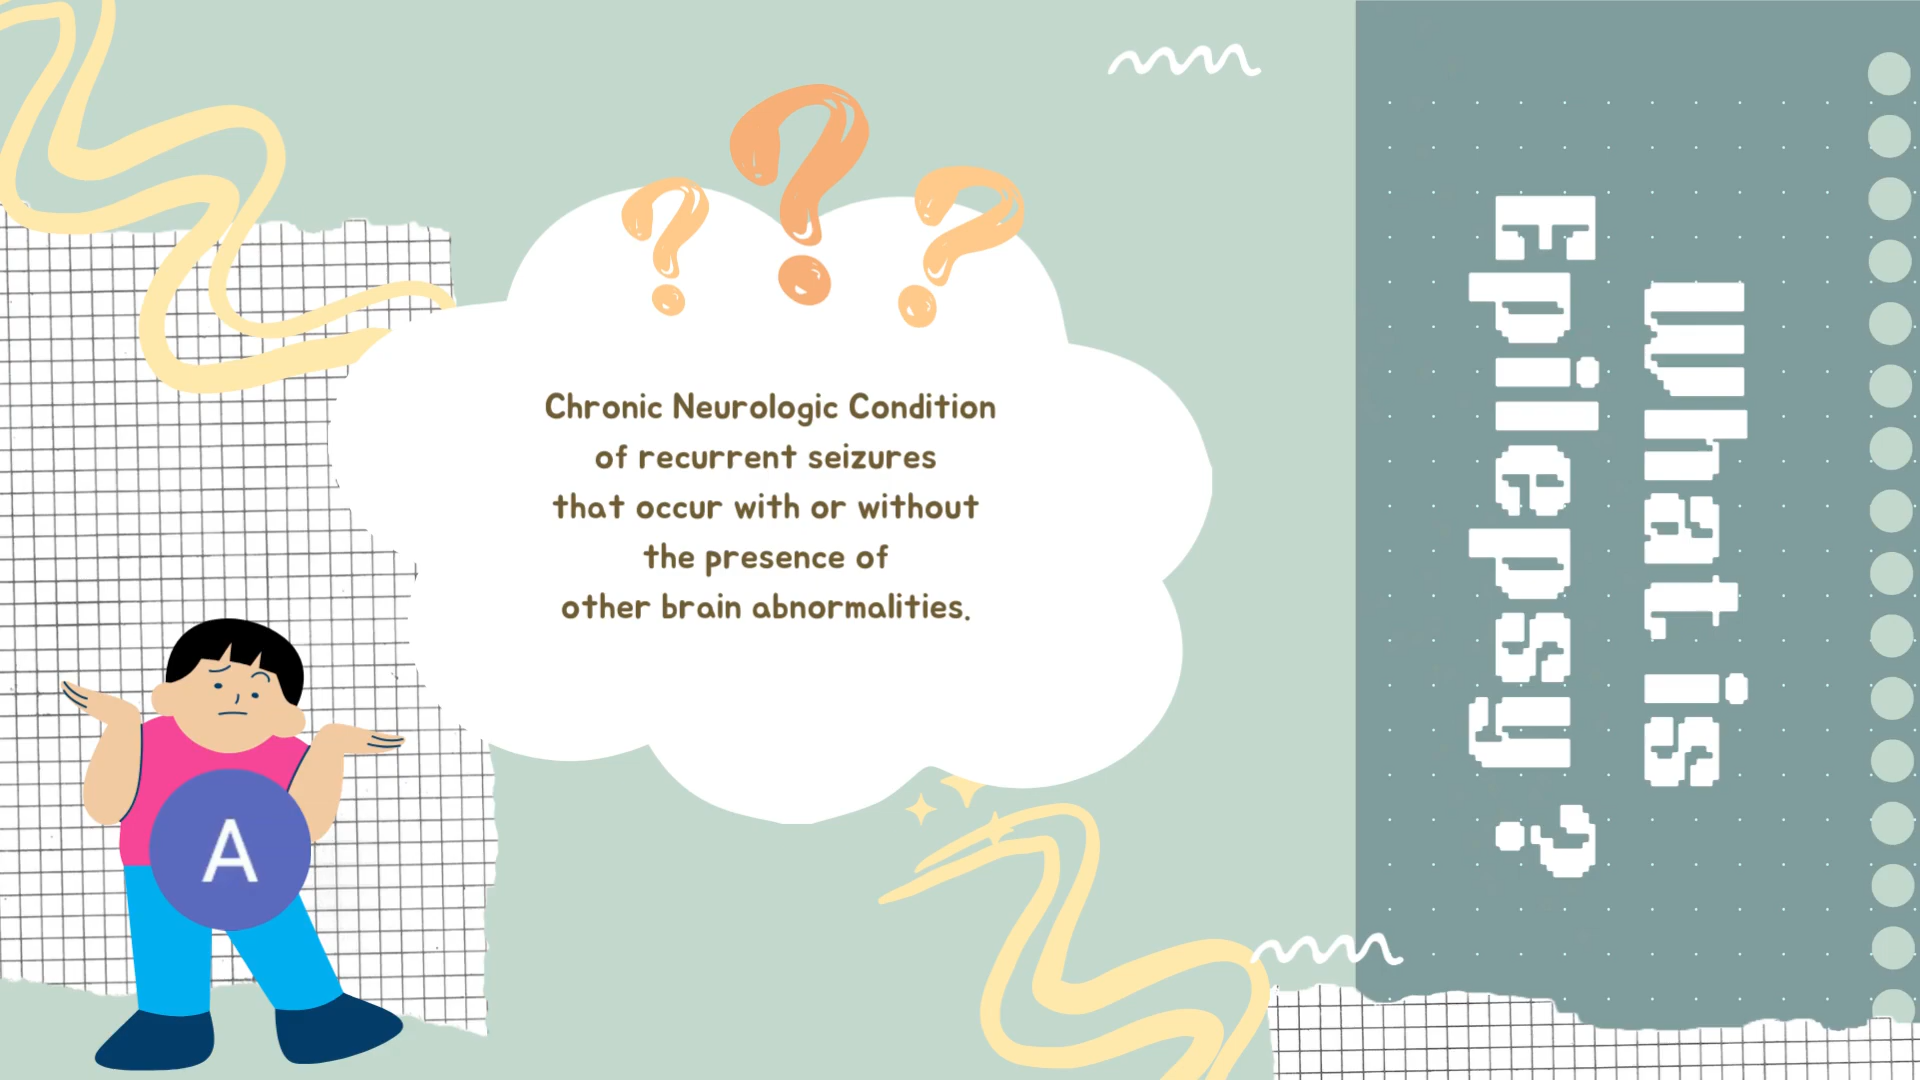 What is
Epilepsy ?
Chronic Neurologic Condition
of recurrent seizures
that occur with or without
the presence of
other brain abnormalities.
A